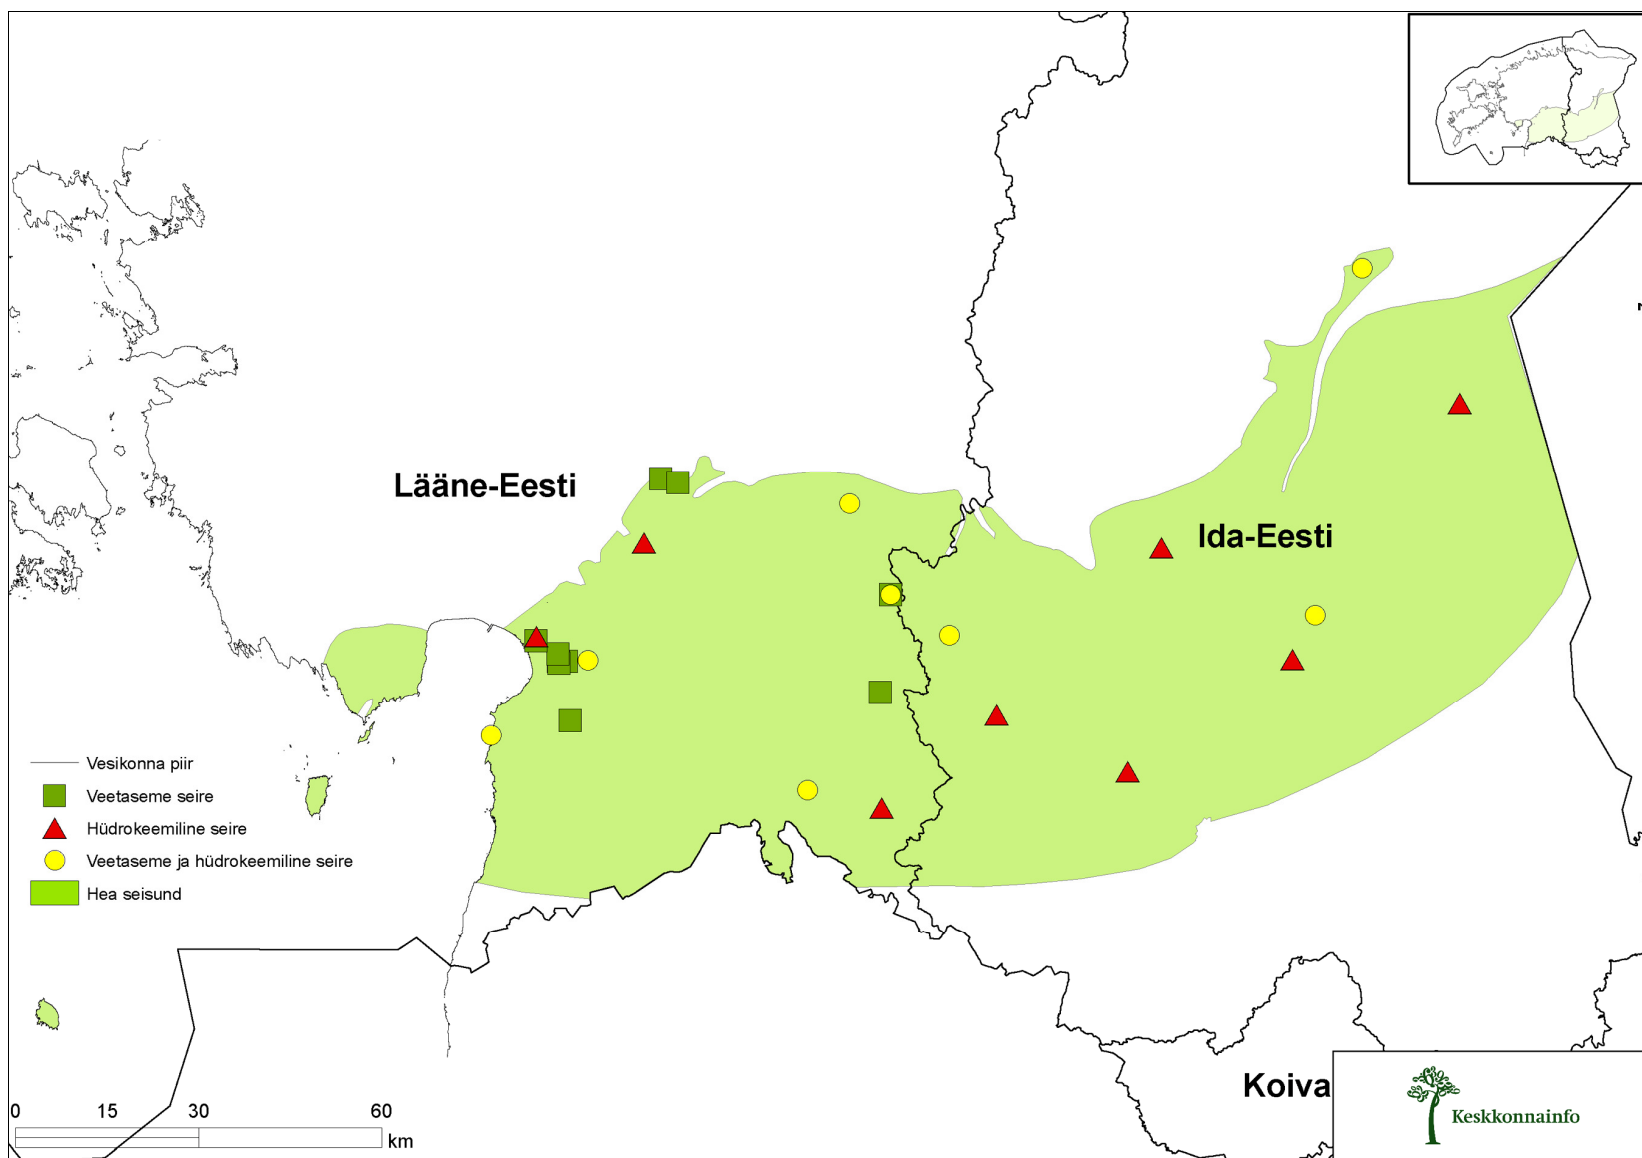 Lääne-Eesti
Ida-Eesti
Vesikonna piir
Veetaseme seire
Hüdrokeemiline seire
Veetaseme ja hüdrokeemiline seire
Hea seisund
Koiva
0 15 30 60
km
Keskkonnainfo